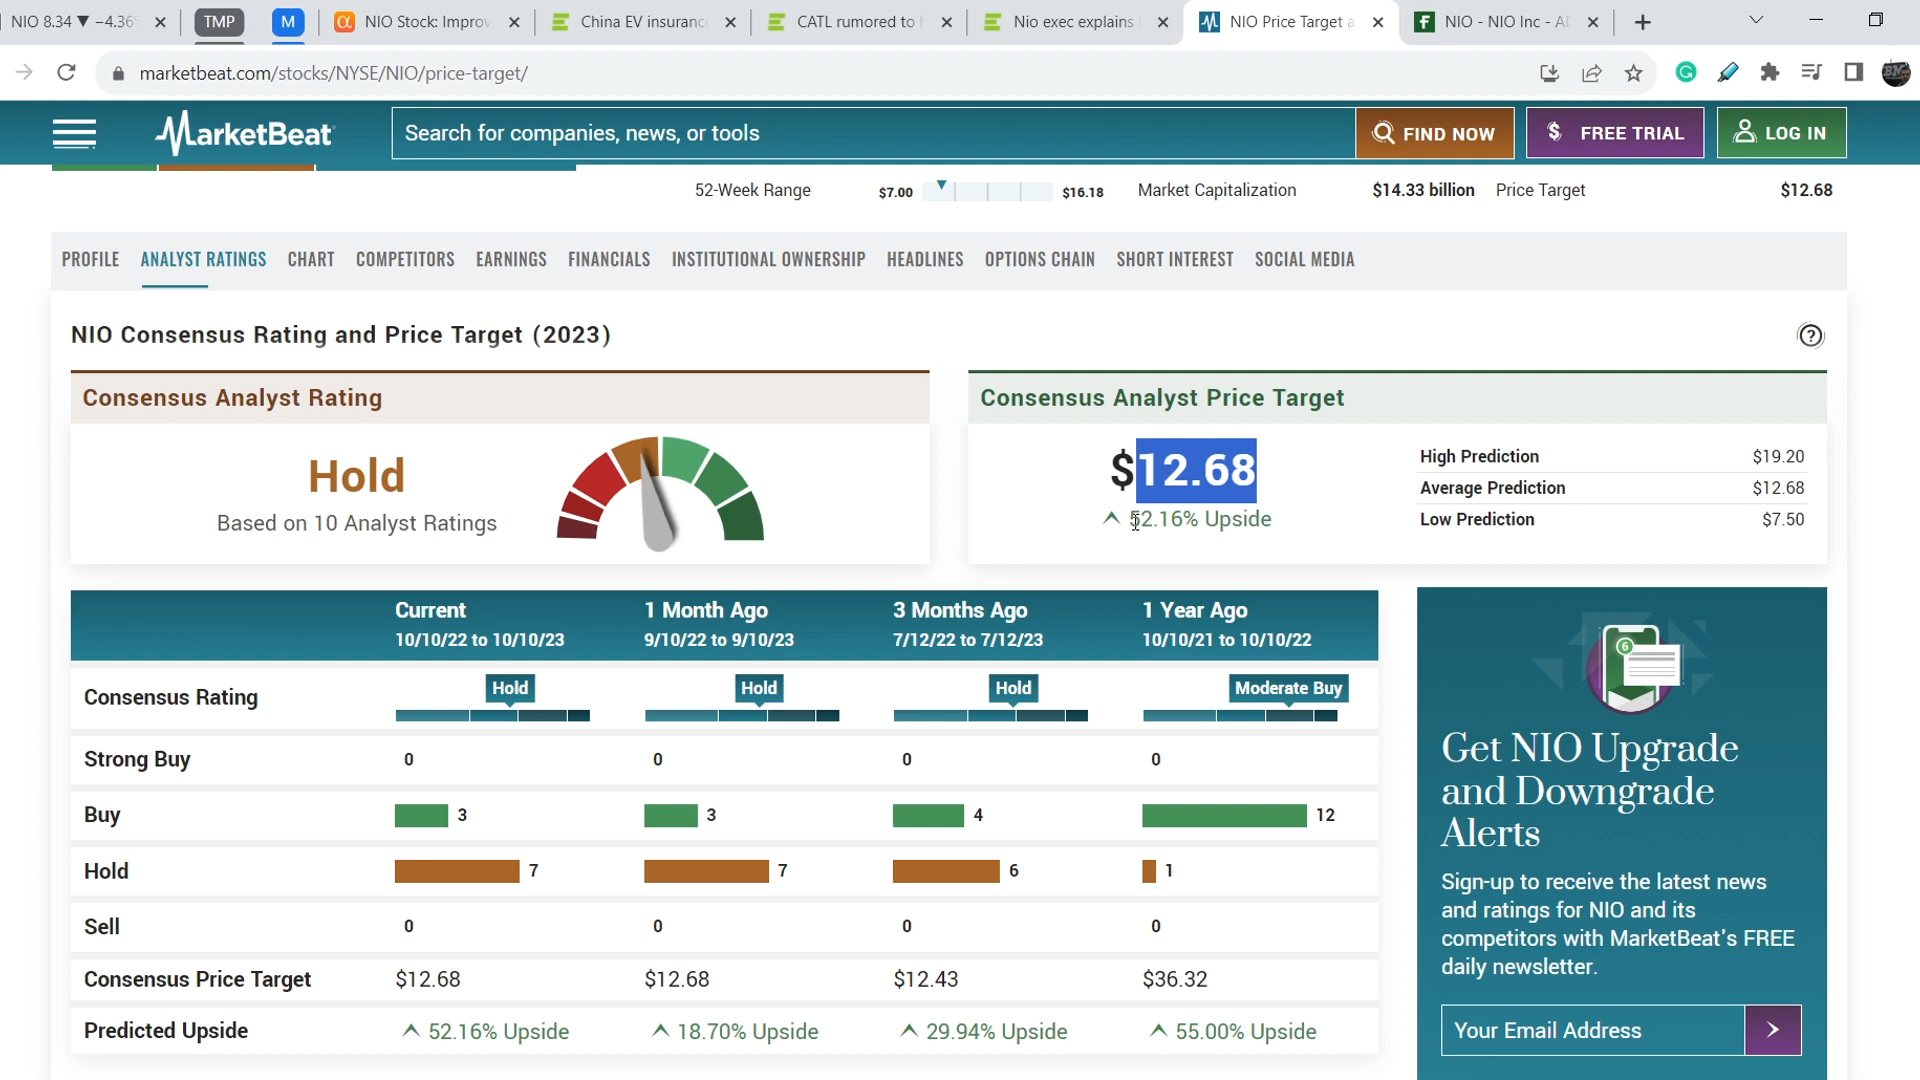 NIO 8.34 ▼ −4.36
TMP
M
NIO Stock: Improv
China EV insuranc
CATL rumored to
Nio exec explains
NIO Price Target a
NIO - NIO Inc - A
marketbeat.com/stocks/NYSE/NIO/price-target/
MarketBeat
Search for companies, news, or tools
FIND NOW
$ FREE TRIAL
LOG IN
52-Week Range $7.00 $16.18 Market Capitalization $14.33 billion Price Target $12.68
PROFILE ANALYST RATINGS CHART COMPETITORS EARNINGS FINANCIALS INSTITUTIONAL OWNERSHIP HEADLINES OPTIONS CHAIN SHORT INTEREST SOCIAL MEDIA
NIO Consensus Rating and Price Target (2023)
?
Consensus Analyst Rating
Hold
Based on 10 Analyst Ratings
Consensus Analyst Price Target
$12.68
52.16% Upside
High Prediction $19.20
Average Prediction $12.68
Low Prediction $7.50
Current 1 Month Ago 3 Months Ago 1 Year Ago
10/10/22 to 10/10/23 9/10/22 to 9/10/23 7/12/22 to 7/12/23 10/10/21 to 10/10/22
Consensus Rating Hold Hold Hold Moderate Buy
Strong Buy 0 0 0 0
Buy 3 3 4 12
Hold 7 7 6 1
Sell 0 0 0 0
Consensus Price Target $12.68 $12.68 $12.43 $36.32
Predicted Upside 52.16% Upside 18.70% Upside 29.94% Upside 55.00% Upside
6
Get NIO Upgrade
and Downgrade
Alerts
Sign-up to receive the latest news
and ratings for NIO and its
competitors with MarketBeat's FREE
daily newsletter.
Your Email Address